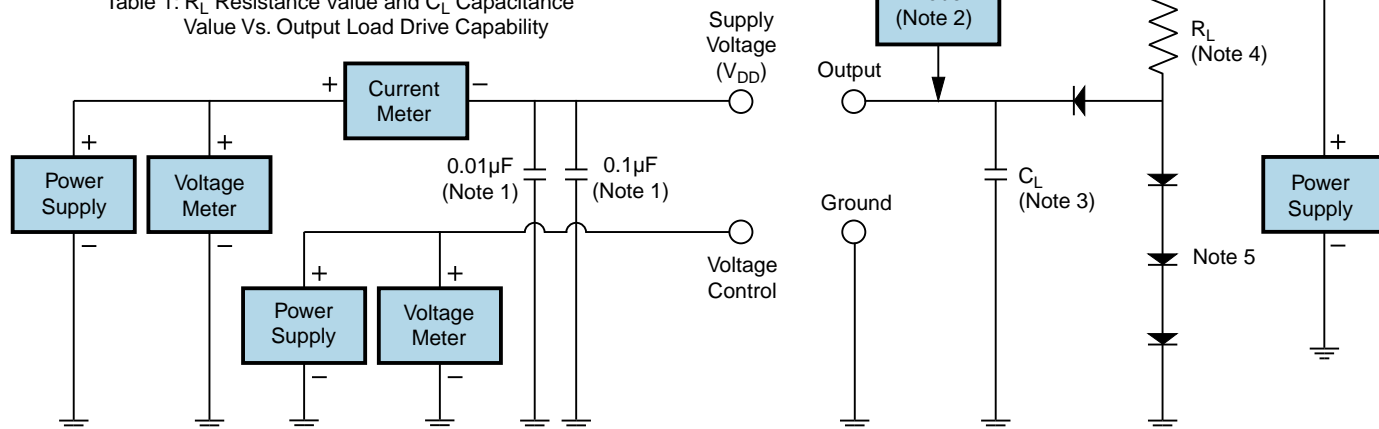 Table 1: RL Resistance Value and CL Capacitance
Value Vs. Output Load Drive Capability
Supply
Voltage
(VDD)
(Note 2)
RL
(Note 4)
Output
+
Current
Meter
−
+
Power
Supply
−
+
Voltage
Meter
−
0.01µF
(Note 1)
0.1µF
(Note 1)
CL
(Note 3)
Ground
+
Power
Supply
−
Note 5
Voltage
Control
+
Power
Supply
−
+
Voltage
Meter
−